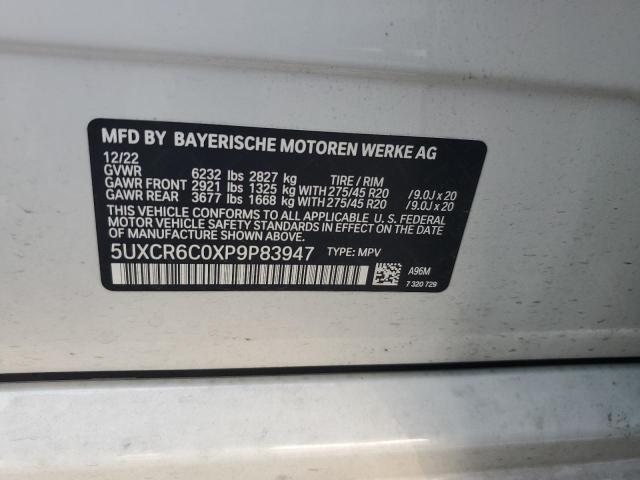 MFD BY BAYERISCHE MOTOREN WERKE AG
12/22
GVWR 6232 lbs 2827 kg TIRE / RIM
GAWR FRONT 2921 lbs 1325 kg WITH 275/45 R20 / 9.0J x 20
GAWR REAR 3677 lbs 1668 kg WITH 275/45 R20 / 9.0J x 20
THIS VEHICLE CONFORMS TO ALL APPLICABLE U. S. FEDERAL
MOTOR VEHICLE SAFETY STANDARDS IN EFFECT ON THE DATE
OF MANUFACTURE SHOWN ABOVE.
5UXCR6C0XP9P83947 TYPE: MPV
A96M
7 320 729